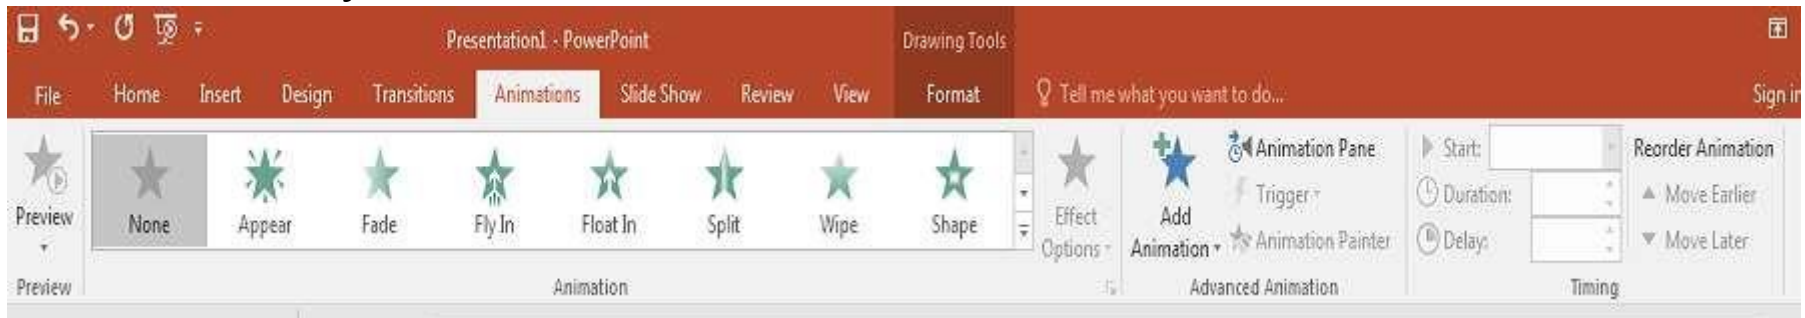 Presentation1 - PowerPoint
Drawing Tools
File Home Insert Design Transitions Animations Slide Show Review View Format Tell me what you want to do... Sign in
Preview
None Appear Fade Fly In Float In Split Wipe Shape
Effect Options
Add Animation
Animation Pane
Trigger
Animation Painter
Start:
Duration:
Delay:
Reorder Animation
Move Earlier
Move Later
Preview Animation Advanced Animation Timing